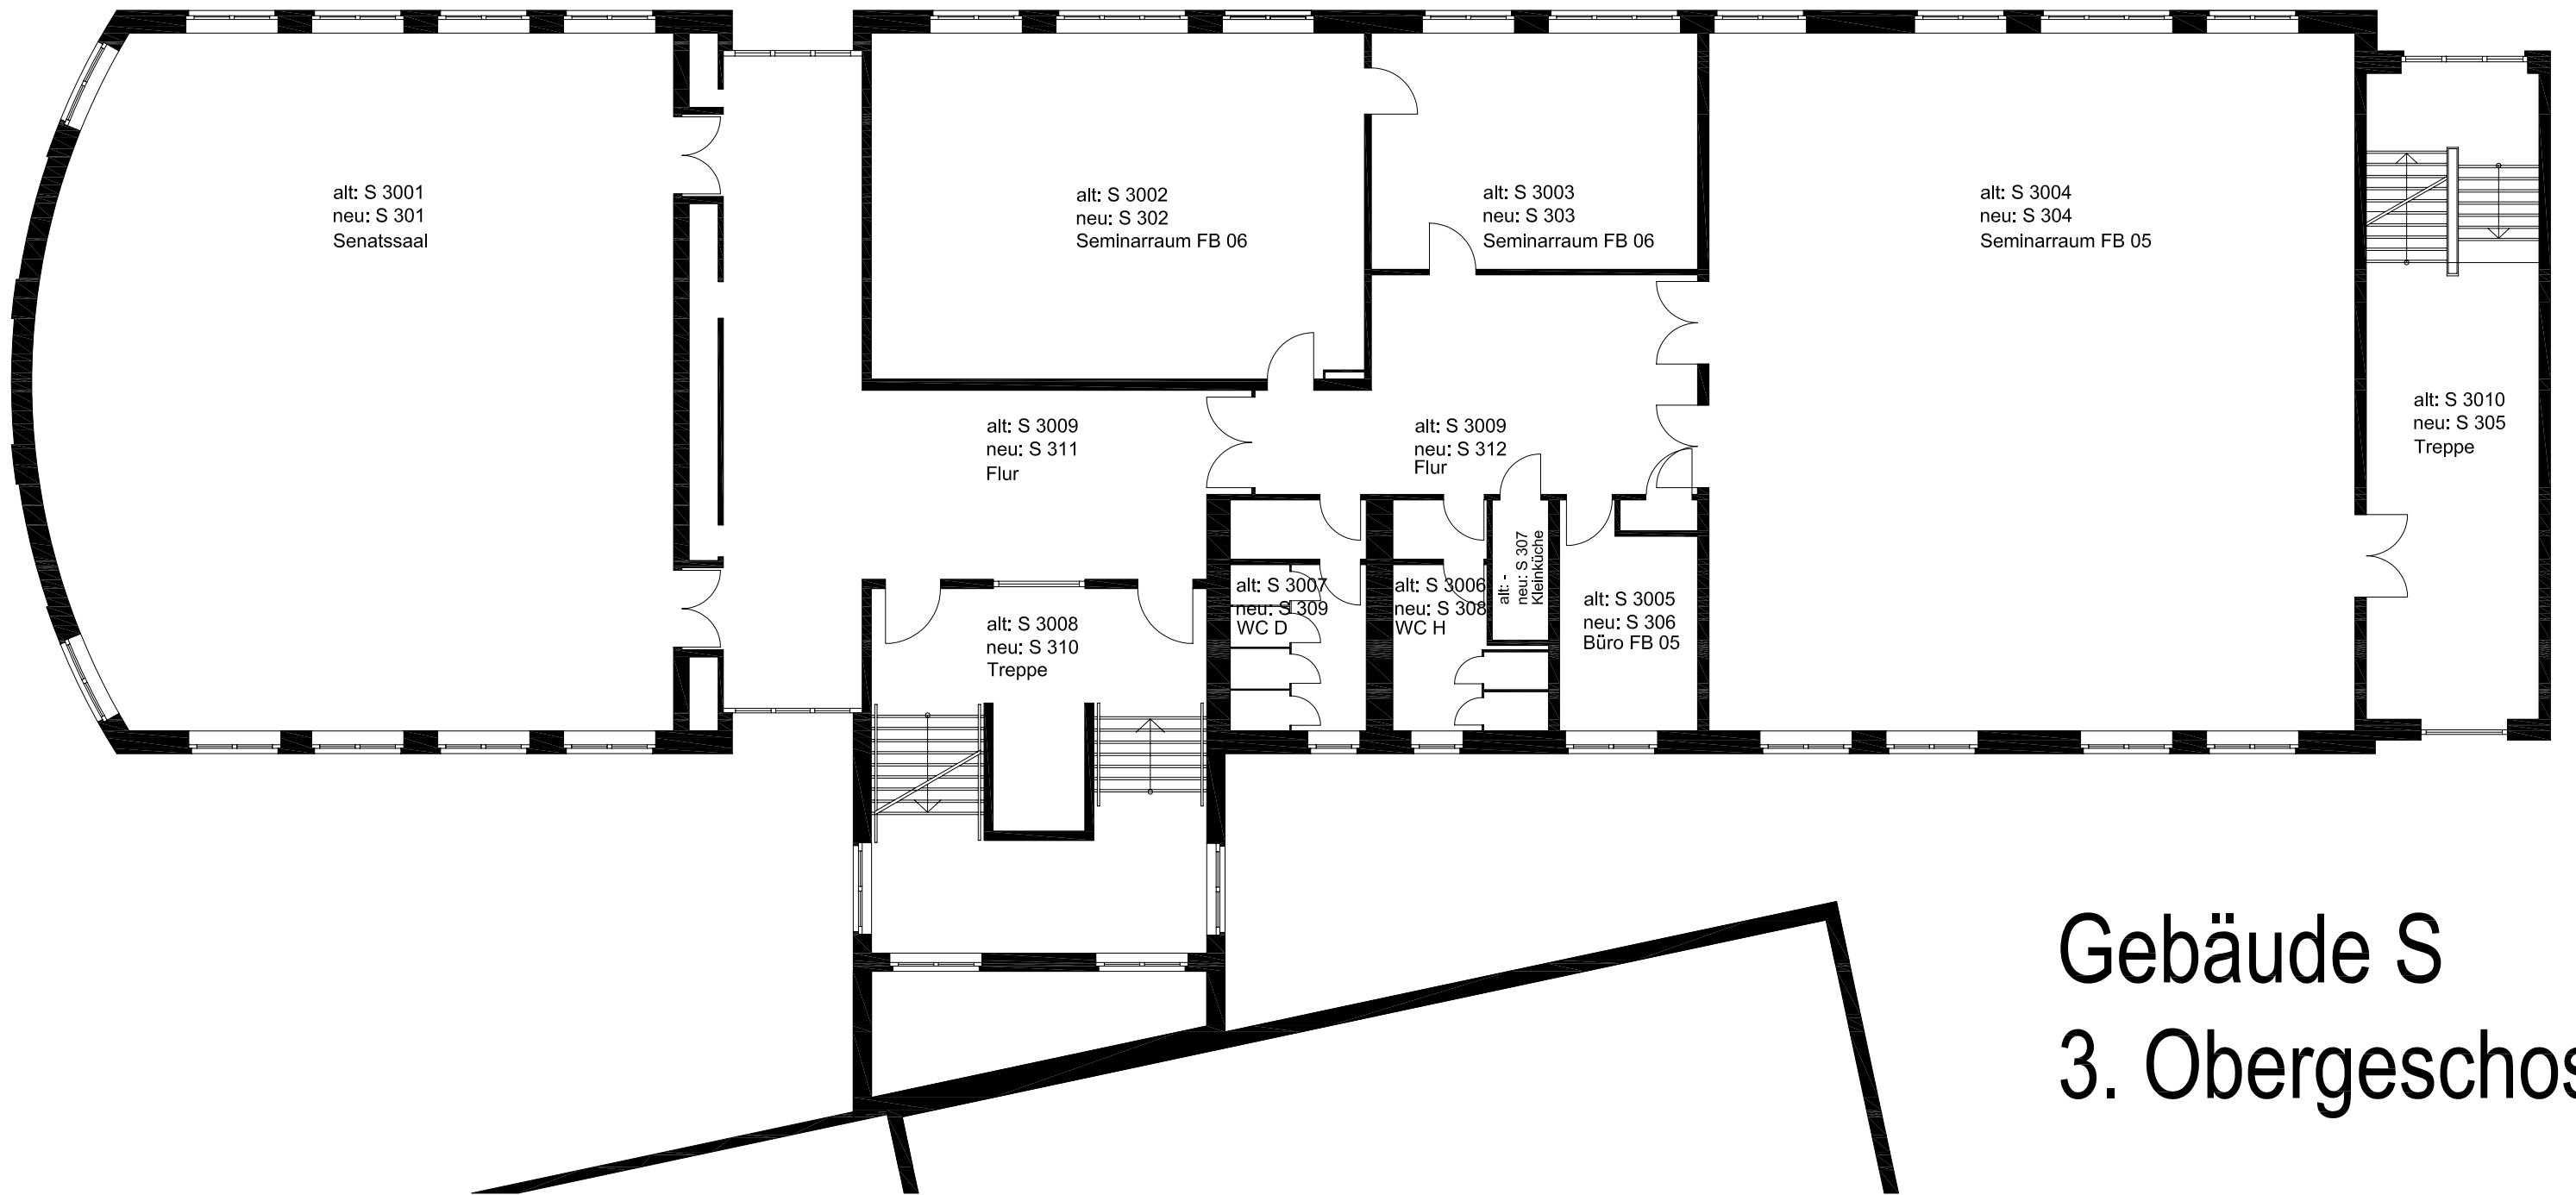 alt: S 3001
neu: S 301
Senatssaal
alt: S 3002
neu: S 302
Seminarraum FB 06
alt: S 3003
neu: S 303
Seminarraum FB 06
alt: S 3004
neu: S 304
Seminarraum FB 05
alt: S 3010
neu: S 305
Treppe
alt: S 3009
neu: S 311
Flur
alt: S 3009
neu: S 312
Flur
alt: S 3008
neu: S 310
Treppe
alt: S 3007
neu: S 309
WC D
alt: S 3006
neu: S 308
WC H
alt: -
neu: S 307
Kleinküche
alt: S 3005
neu: S 306
Büro FB 05
Gebäude S
3. Obergeschos